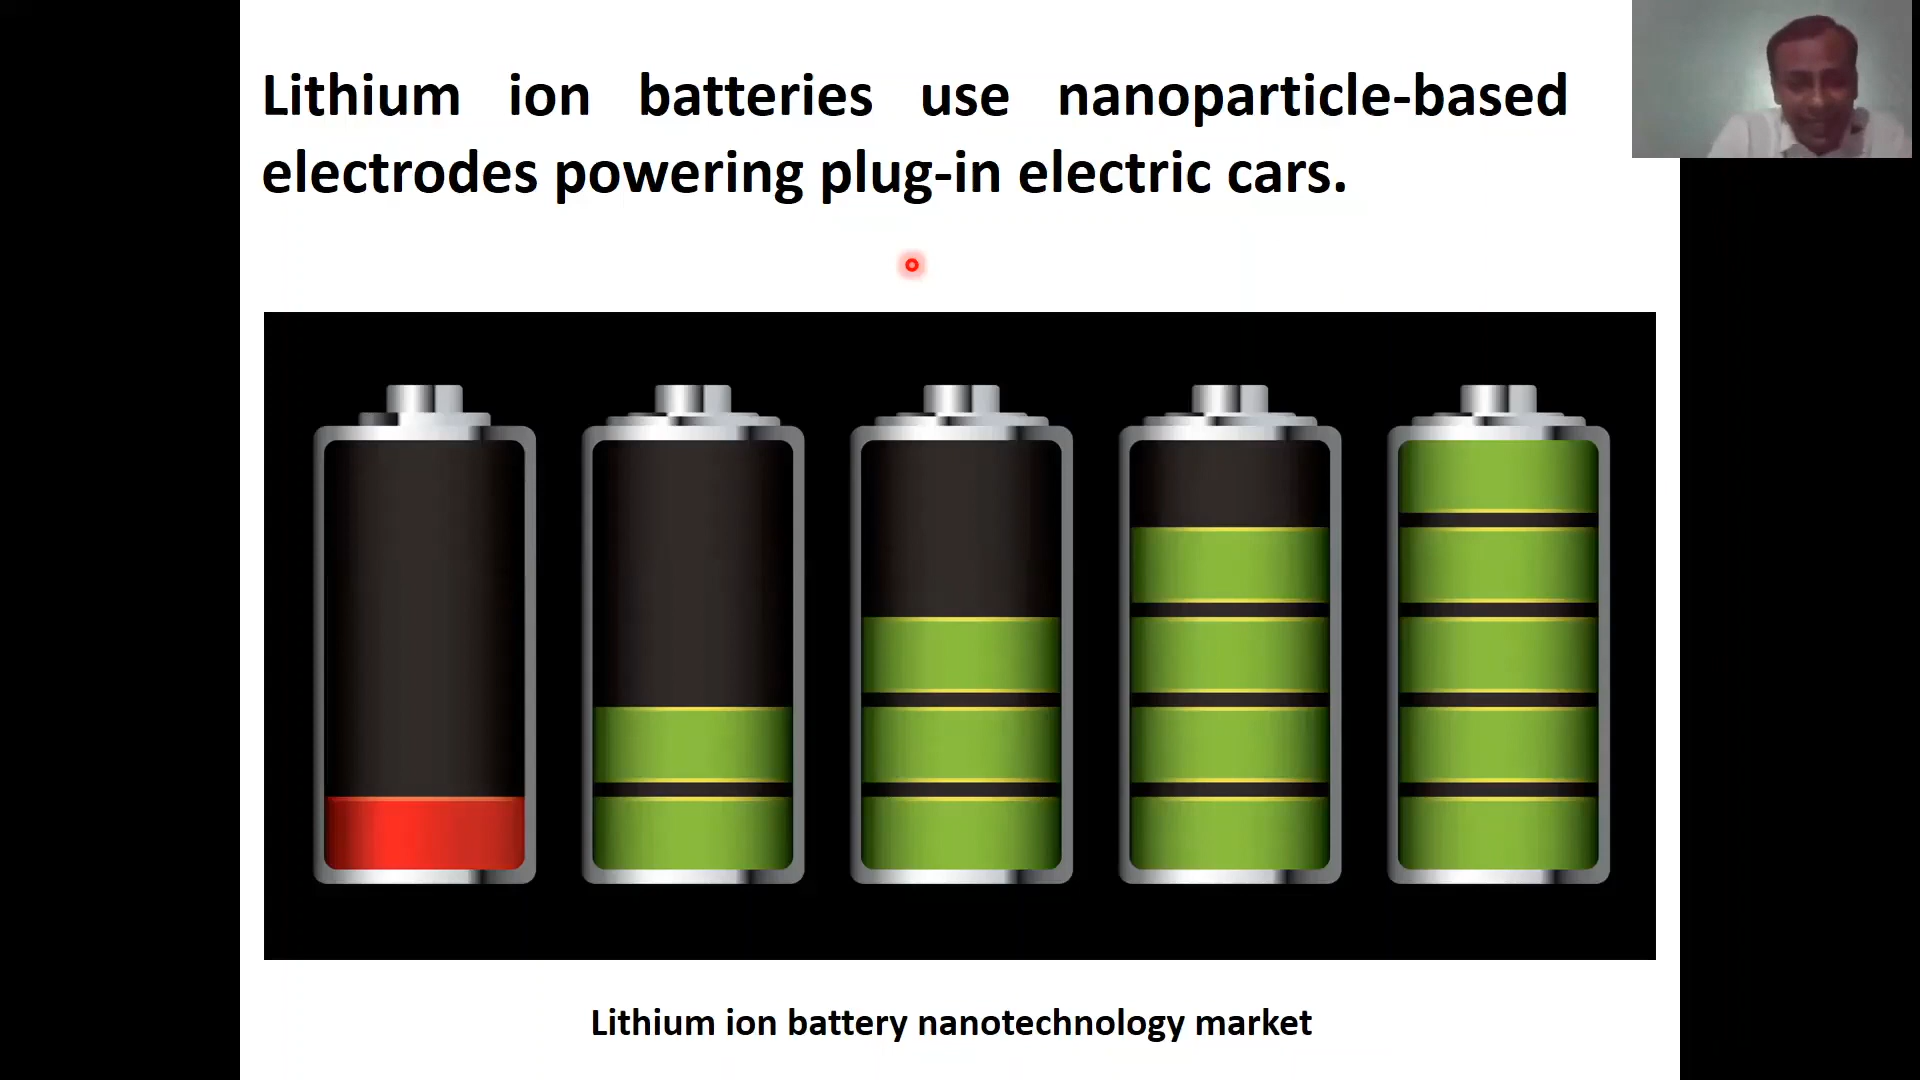 Lithium ion batteries use nanoparticle-based
electrodes powering plug-in electric cars.
Lithium ion battery nanotechnology market